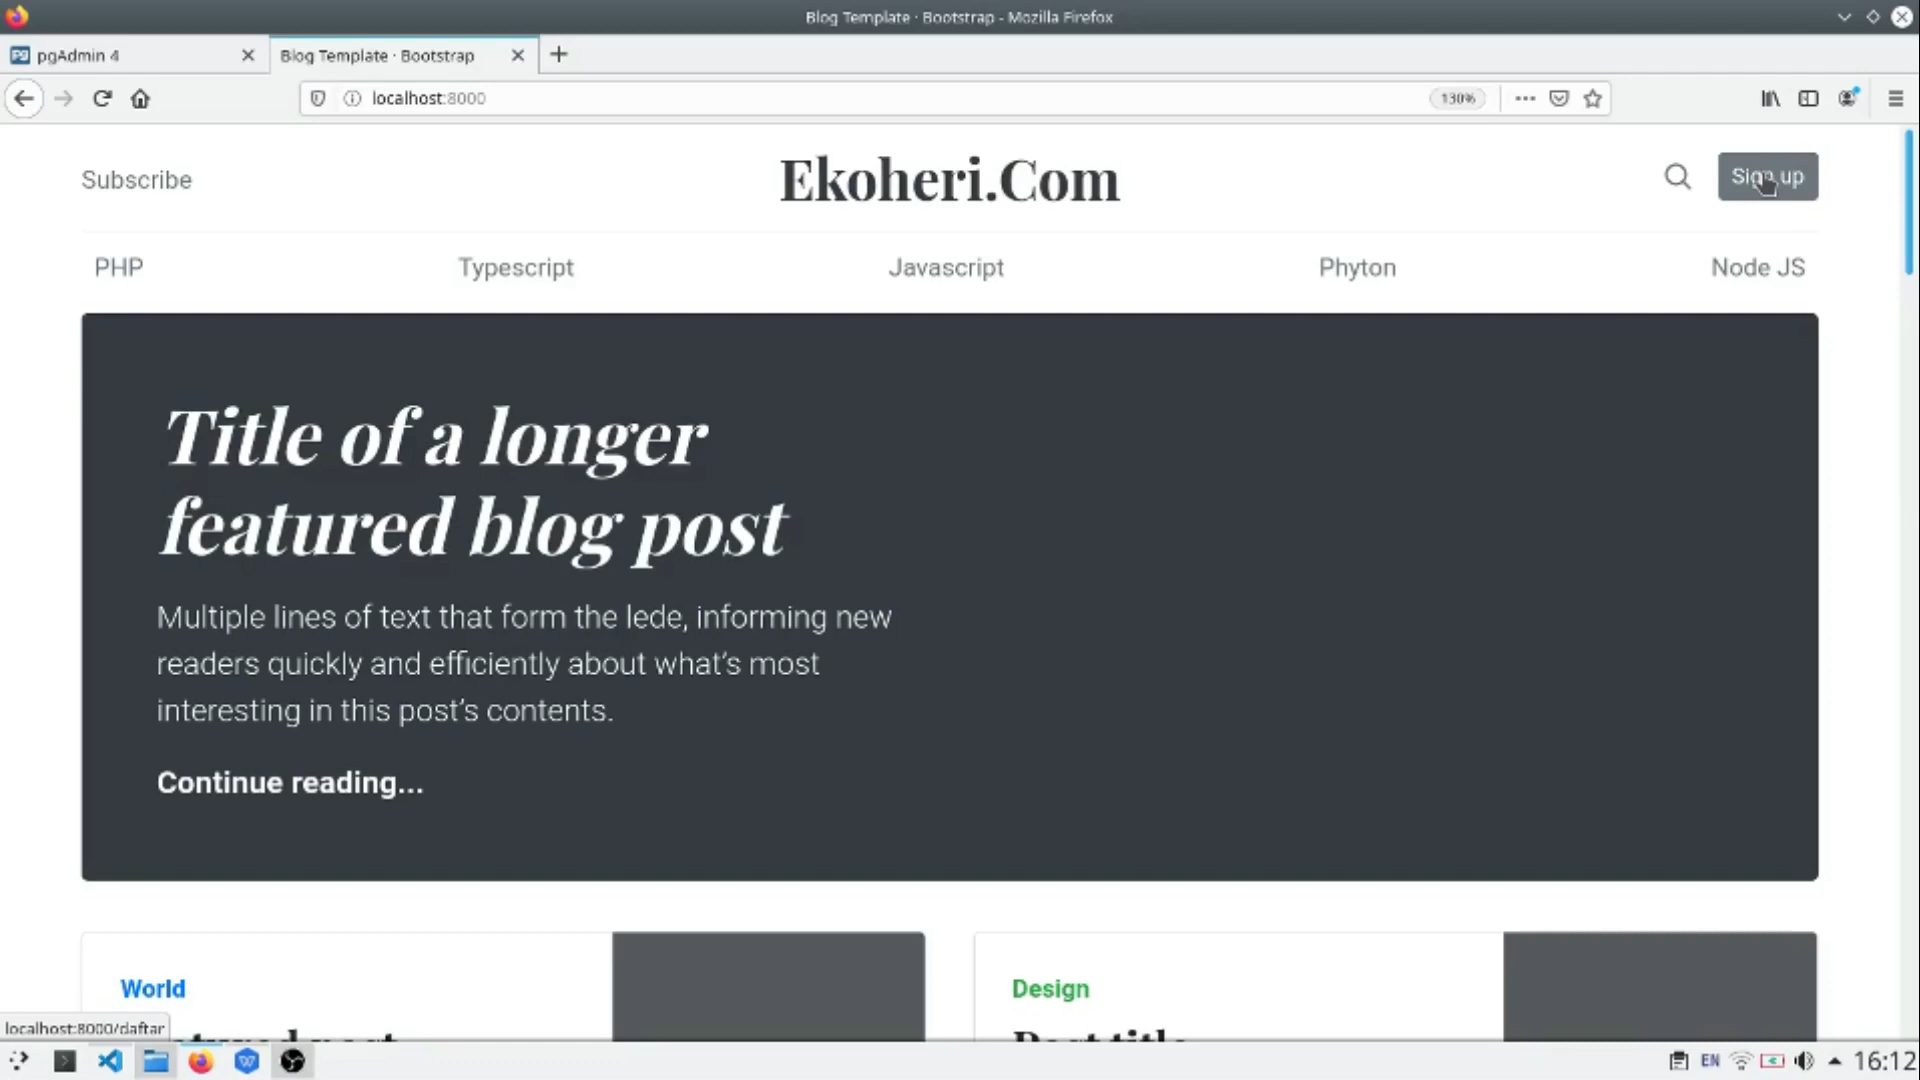 Blog Template · Bootstrap - Mozilla Firefox
pgAdmin 4
Blog Template · Bootstrap
localhost:8000
130%
Subscribe
Ekoheri.Com
Sign up
PHP
Typescript
Javascript
Phyton
Node JS
Title of a longer
featured blog post
Multiple lines of text that form the lede, informing new
readers quickly and efficiently about what's most
interesting in this post's contents.
Continue reading...
World
Design
post
Post title
localhost:8000/daftar
EN
16:12